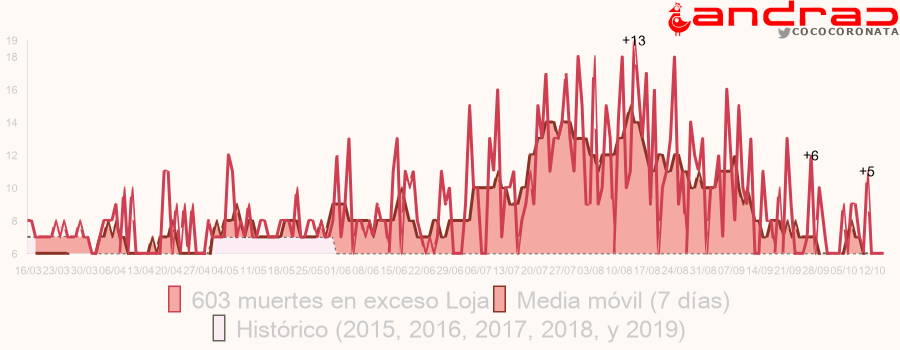 andrac
COCOCORONATA
19
18
16
14
12
10
8
6
+13
+6
+5
16/03 23/03 30/03 06/04 13/04 20/04 27/04 04/05 11/05 18/05 25/05 01/06 08/06 15/06 22/06 29/06 06/07 13/07 20/07 27/07 03/08 10/08 17/08 24/08 31/08 07/09 14/09 21/09 28/09 05/10 12/10
603 muertes en exceso Loja Media móvil (7 días)
Histórico (2015, 2016, 2017, 2018, y 2019)